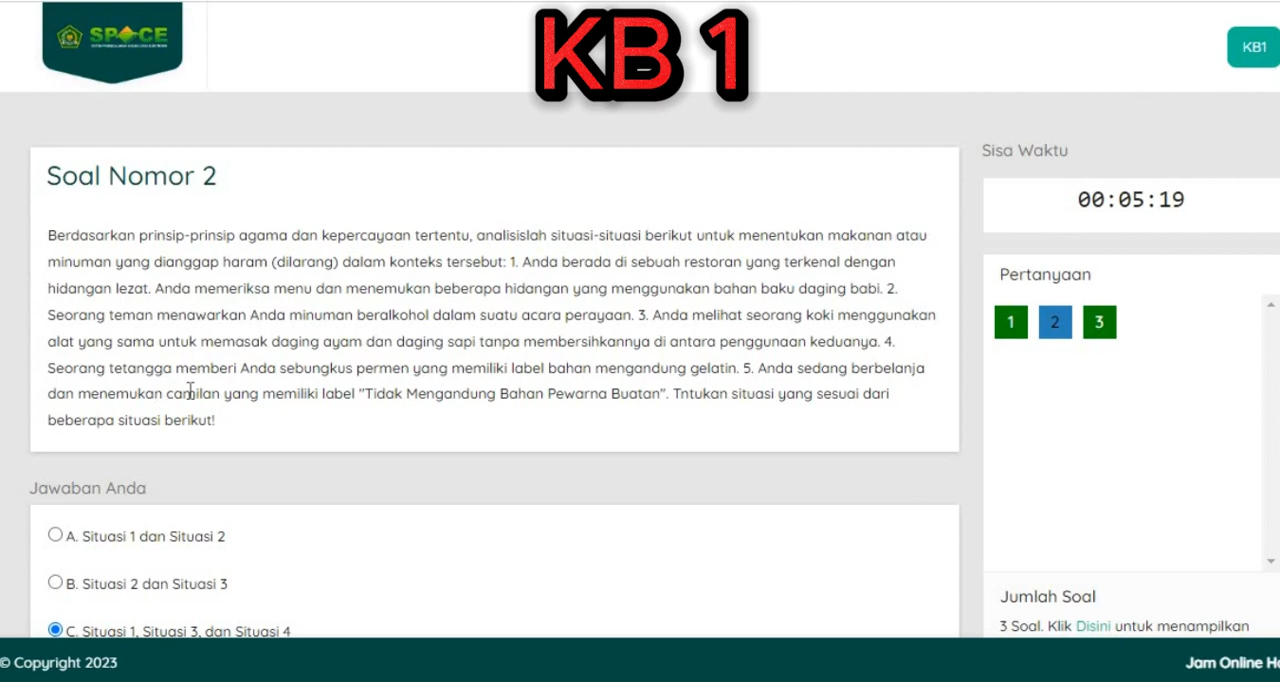 SPACE
KB 1
KB1
Soal Nomor 2
Berdasarkan prinsip-prinsip agama dan kepercayaan tertentu, analisislah situasi-situasi berikut untuk menentukan makanan atau
minuman yang dianggap haram (dilarang) dalam konteks tersebut: 1. Anda berada di sebuah restoran yang terkenal dengan
hidangan lezat. Anda memeriksa menu dan menemukan beberapa hidangan yang menggunakan bahan baku daging babi. 2.
Seorang teman menawarkan Anda minuman beralkohol dalam suatu acara perayaan. 3. Anda melihat seorang koki menggunakan
alat yang sama untuk memasak daging ayam dan daging sapi tanpa membersihkannya di antara penggunaan keduanya. 4.
Seorang tetangga memberi Anda sebungkus permen yang memiliki label bahan mengandung gelatin. 5. Anda sedang berbelanja
dan menemukan camilan yang memiliki label "Tidak Mengandung Bahan Pewarna Buatan". Tntukan situasi yang sesuai dari
beberapa situasi berikut!
Jawaban Anda
A. Situasi 1 dan Situasi 2
B. Situasi 2 dan Situasi 3
C. Situasi 1, Situasi 3, dan Situasi 4
Sisa Waktu
00:05:19
Pertanyaan
1 2 3
Jumlah Soal
3 Soal. Klik Disini untuk menampilkan
© Copyright 2023
Jam Online